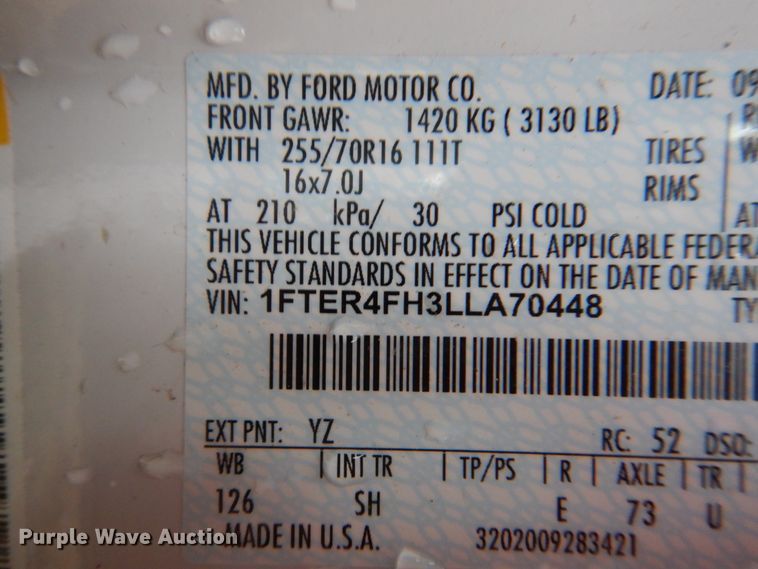 MFD. BY FORD MOTOR CO. DATE: 09
FRONT GAWR: 1420 KG ( 3130 LB)
WITH 255/70R16 111T TIRES
16x7.0J RIMS
AT 210 kPa/ 30 PSI COLD AT
THIS VEHICLE CONFORMS TO ALL APPLICABLE FEDERA
SAFETY STANDARDS IN EFFECT ON THE DATE OF MAN
VIN: 1FTER4FH3LLA70448 TY
EXT PNT: YZ RC: 52 DSO:
WB INT TR TP/PS R AXLE TR
126 SH E 73 U
MADE IN U.S.A. 3202009283421
Purple Wave Auction